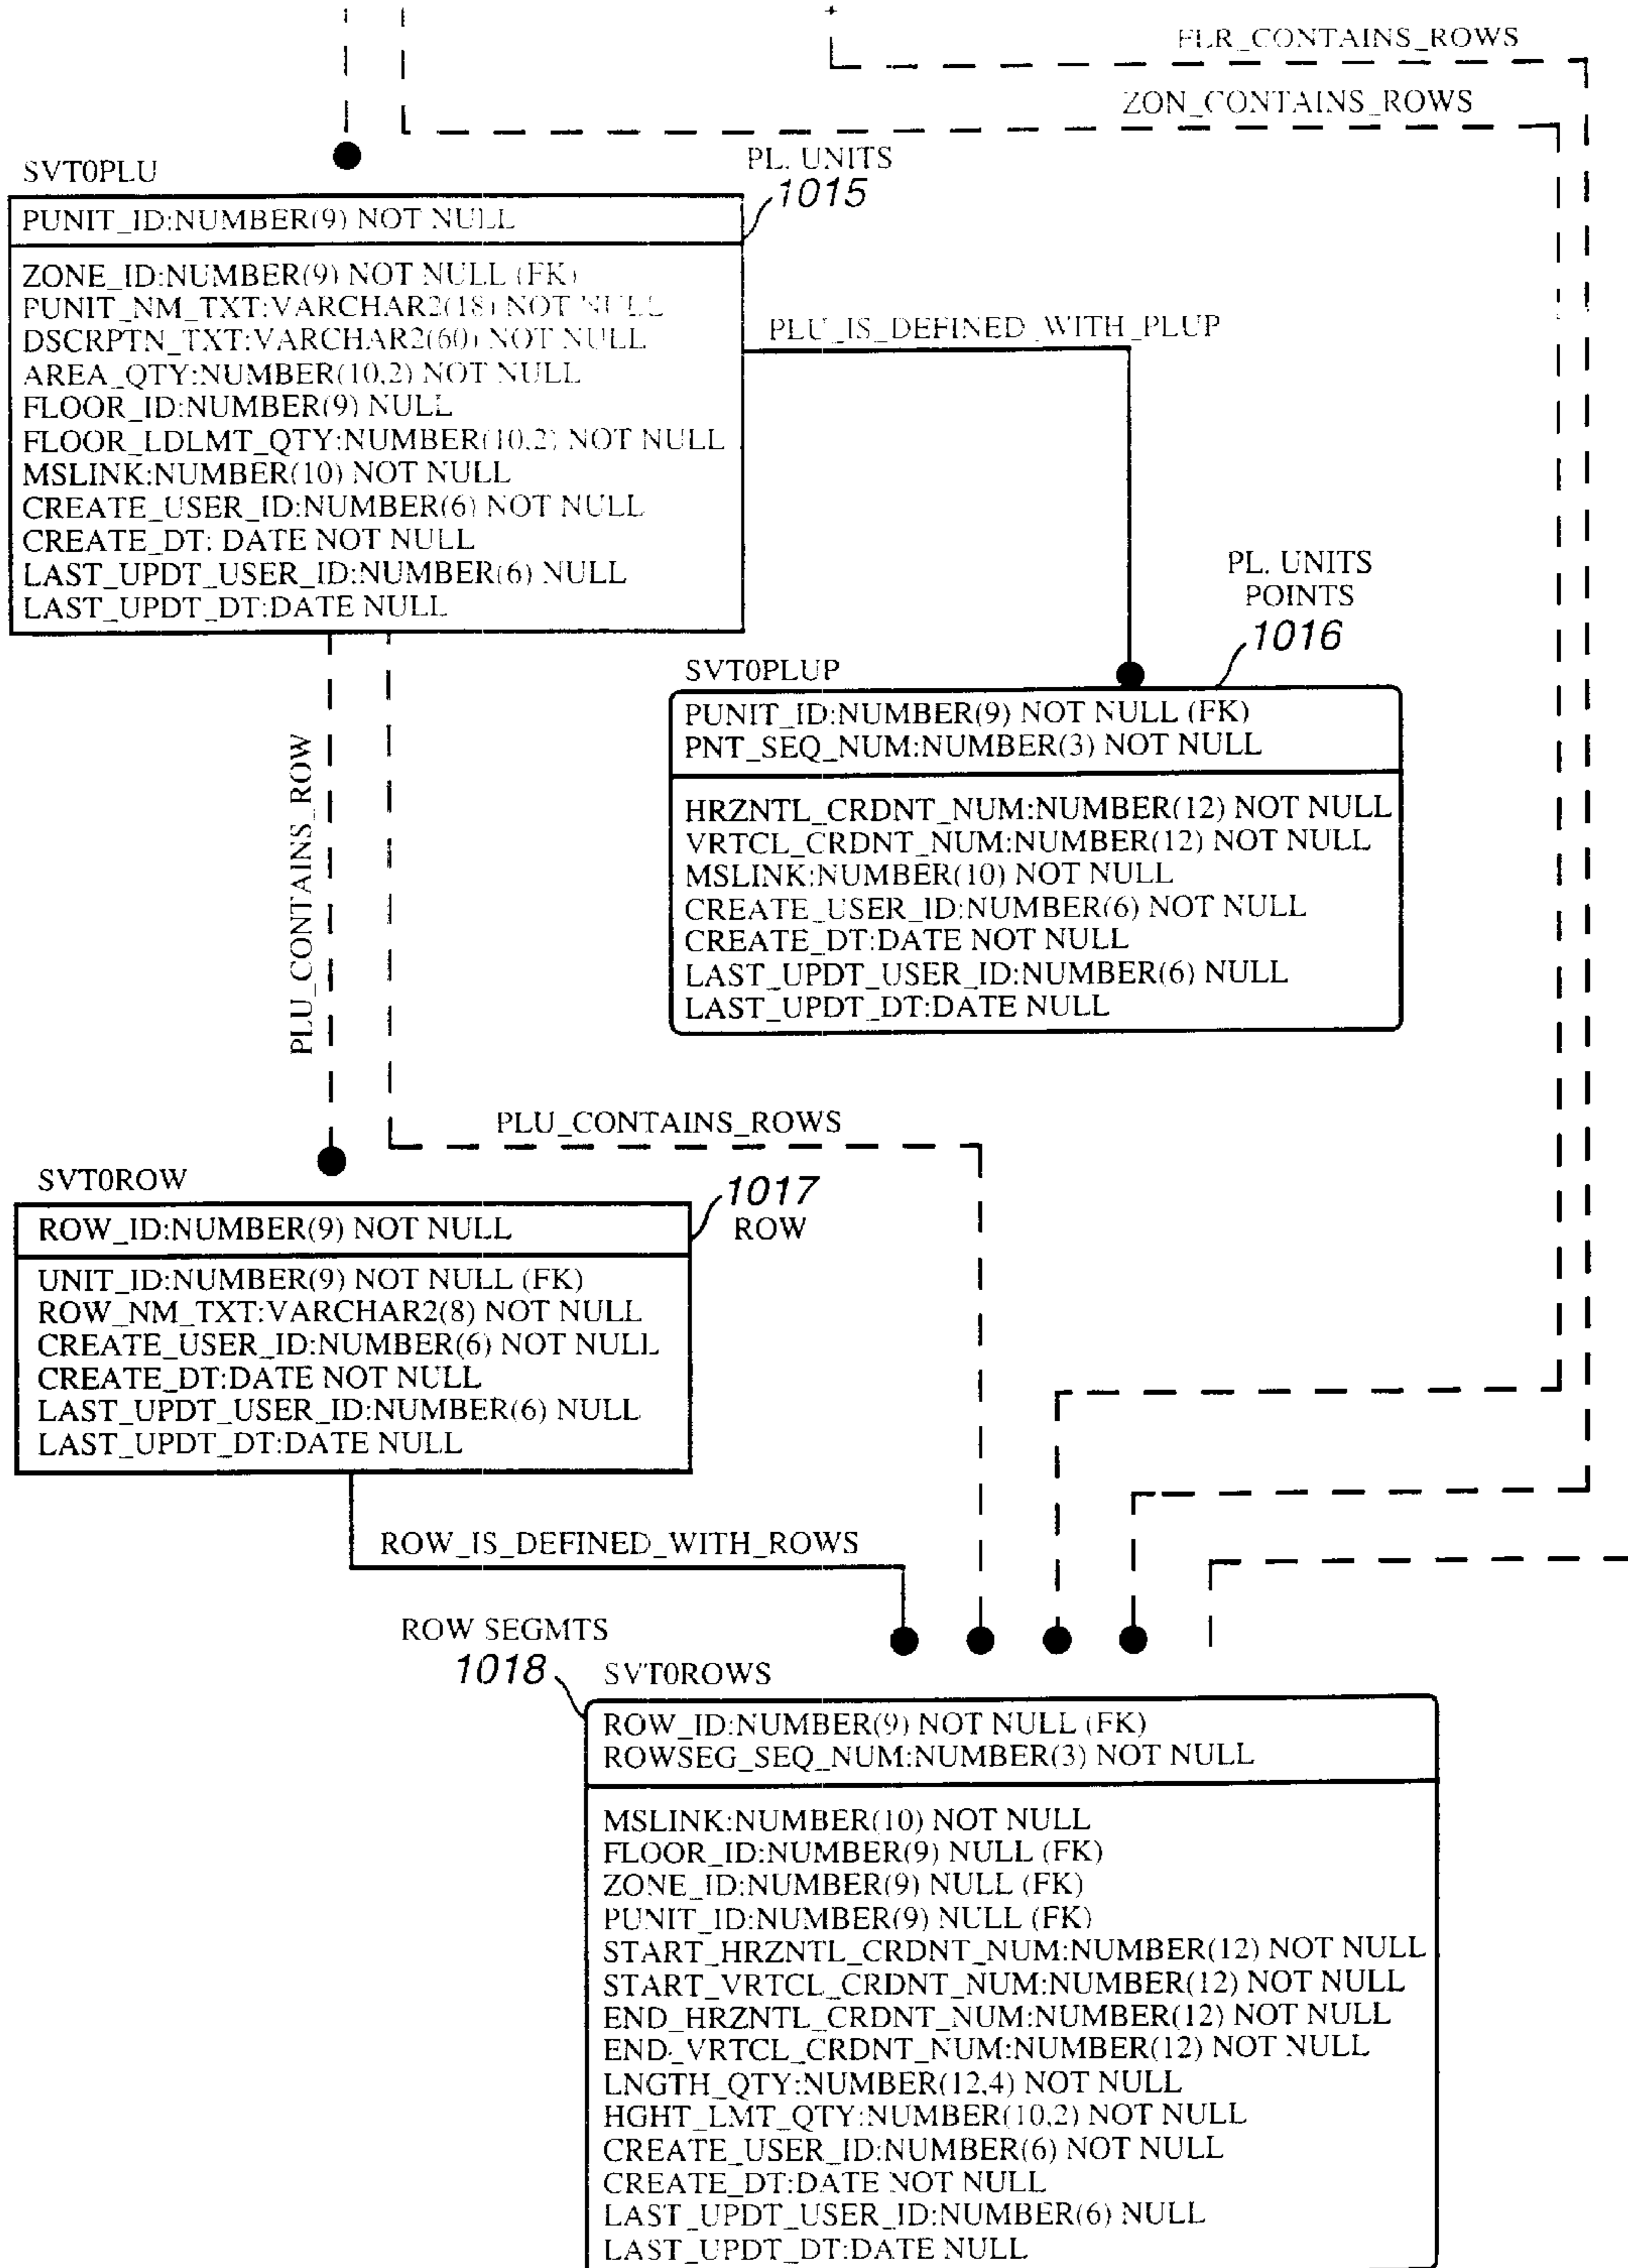 FLR_CONTAINS_ROWS
ZON_CONTAINS_ROWS
SVT0PLU
PL. UNITS
1015
PUNIT_ID:NUMBER(9) NOT NULL
ZONE_ID:NUMBER(9) NOT NULL (FK)
PUNIT_NM_TXT:VARCHAR2(18) NOT NULL
DSCRPTN_TXT:VARCHAR2(60) NOT NULL
AREA_QTY:NUMBER(10,2) NOT NULL
FLOOR_ID:NUMBER(9) NULL
FLOOR_LDLMT_QTY:NUMBER(10,2) NOT NULL
MSLINK:NUMBER(10) NOT NULL
CREATE_USER_ID:NUMBER(6) NOT NULL
CREATE_DT: DATE NOT NULL
LAST_UPDT_USER_ID:NUMBER(6) NULL
LAST_UPDT_DT:DATE NULL
PLU_IS_DEFINED_WITH_PLUP
PL. UNITS
POINTS
1016
SVT0PLUP
PUNIT_ID:NUMBER(9) NOT NULL (FK)
PNT_SEQ_NUM:NUMBER(3) NOT NULL
HRZNTL_CRDNT_NUM:NUMBER(12) NOT NULL
VRTCL_CRDNT_NUM:NUMBER(12) NOT NULL
MSLINK:NUMBER(10) NOT NULL
CREATE_USER_ID:NUMBER(6) NOT NULL
CREATE_DT:DATE NOT NULL
LAST_UPDT_USER_ID:NUMBER(6) NULL
LAST_UPDT_DT:DATE NULL
PLU_CONTAINS_ROW
PLU_CONTAINS_ROWS
SVT0ROW
1017
ROW
ROW_ID:NUMBER(9) NOT NULL
UNIT_ID:NUMBER(9) NOT NULL (FK)
ROW_NM_TXT:VARCHAR2(8) NOT NULL
CREATE_USER_ID:NUMBER(6) NOT NULL
CREATE_DT:DATE NOT NULL
LAST_UPDT_USER_ID:NUMBER(6) NULL
LAST_UPDT_DT:DATE NULL
ROW_IS_DEFINED_WITH_ROWS
ROW SEGMTS
1018
SVT0ROWS
ROW_ID:NUMBER(9) NOT NULL (FK)
ROWSEG_SEQ_NUM:NUMBER(3) NOT NULL
MSLINK:NUMBER(10) NOT NULL
FLOOR_ID:NUMBER(9) NULL (FK)
ZONE_ID:NUMBER(9) NULL (FK)
PUNIT_ID:NUMBER(9) NULL (FK)
START_HRZNTL_CRDNT_NUM:NUMBER(12) NOT NULL
START_VRTCL_CRDNT_NUM:NUMBER(12) NOT NULL
END_HRZNTL_CRDNT_NUM:NUMBER(12) NOT NULL
END_VRTCL_CRDNT_NUM:NUMBER(12) NOT NULL
LNGTH_QTY:NUMBER(12,4) NOT NULL
HGHT_LMT_QTY:NUMBER(10,2) NOT NULL
CREATE_USER_ID:NUMBER(6) NOT NULL
CREATE_DT:DATE NOT NULL
LAST_UPDT_USER_ID:NUMBER(6) NULL
LAST_UPDT_DT:DATE NULL